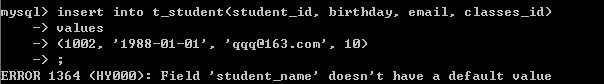 mysql> insert into t_student(student_id, birthday, email, classes_id)
-> values
-> (1002, '1988-01-01', 'qqq@163.com', 10)
-> ;
ERROR 1364 (HY000): Field 'student_name' doesn't have a default value